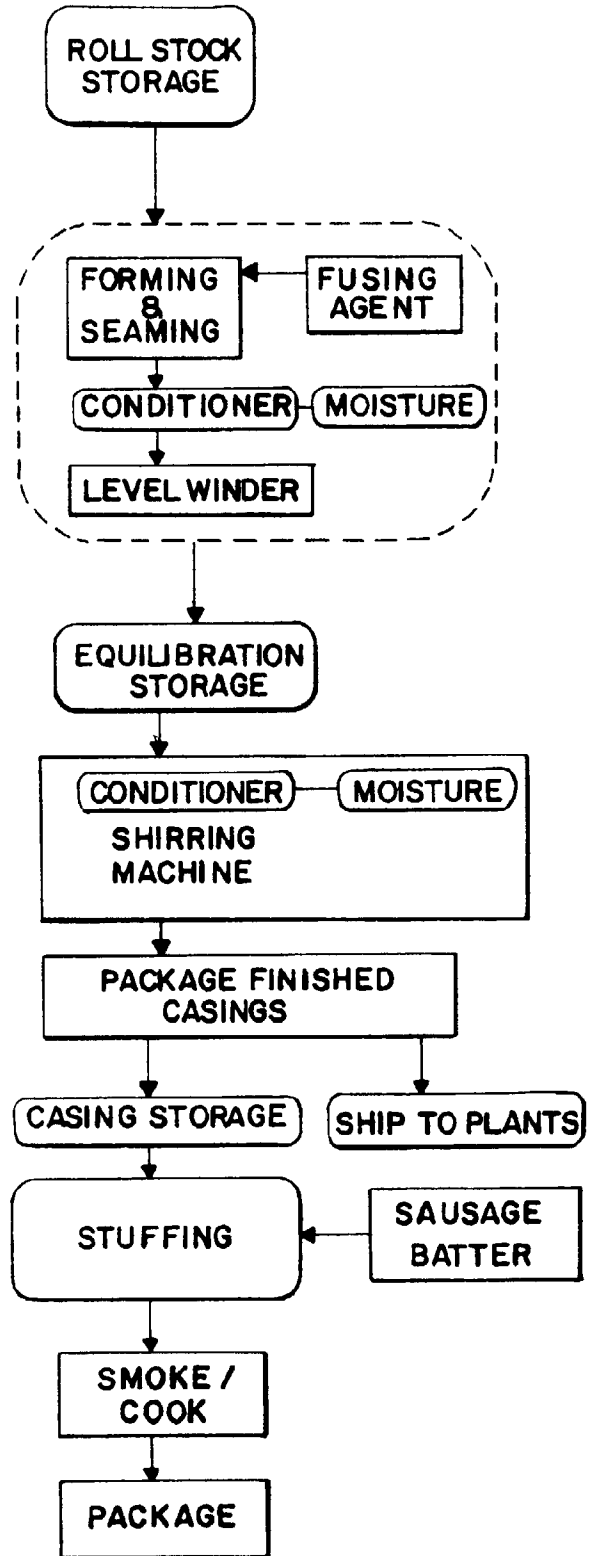 ROLL STOCK
STORAGE
FORMING
&
SEAMING
FUSING
AGENT
CONDITIONER
MOISTURE
LEVEL WINDER
EQUILIBRATION
STORAGE
CONDITIONER
MOISTURE
SHIRRING
MACHINE
PACKAGE FINISHED
CASINGS
CASING STORAGE
SHIP TO PLANTS
STUFFING
SAUSAGE
BATTER
SMOKE /
COOK
PACKAGE